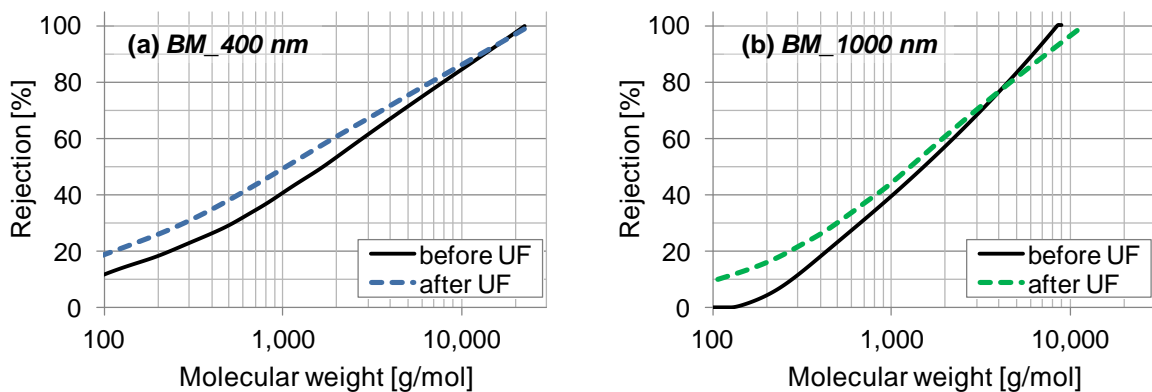 (a) BM_400 nm
Rejection [%]
100
80
60
40
20
0
before UF
after UF
100
1,000
10,000
Molecular weight [g/mol]
(b) BM_1000 nm
Rejection [%]
100
80
60
40
20
0
before UF
after UF
100
1,000
10,000
Molecular weight [g/mol]